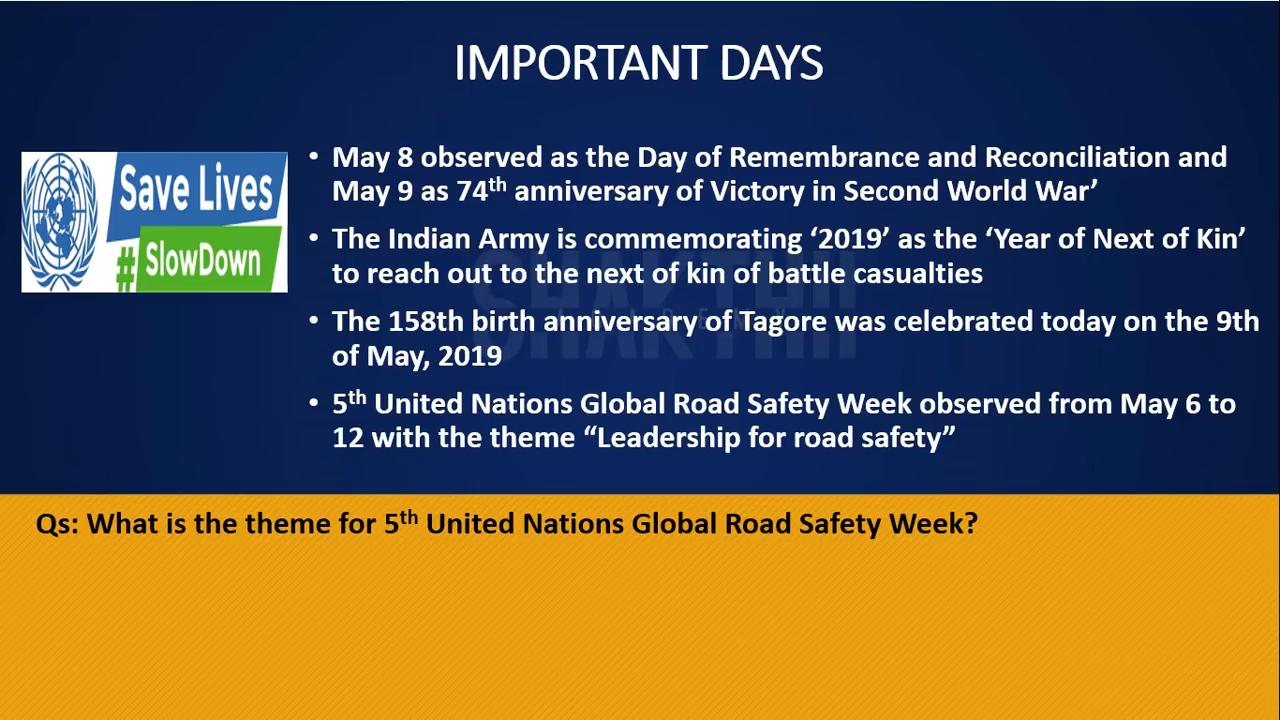 IMPORTANT DAYS
Save Lives
#SlowDown
• May 8 observed as the Day of Remembrance and Reconciliation and
May 9 as 74th anniversary of Victory in Second World War’
• The Indian Army is commemorating ‘2019’ as the ‘Year of Next of Kin’
to reach out to the next of kin of battle casualties
• The 158th birth anniversary of Tagore was celebrated today on the 9th
of May, 2019
• 5th United Nations Global Road Safety Week observed from May 6 to
12 with the theme “Leadership for road safety”
Qs: What is the theme for 5th United Nations Global Road Safety Week?